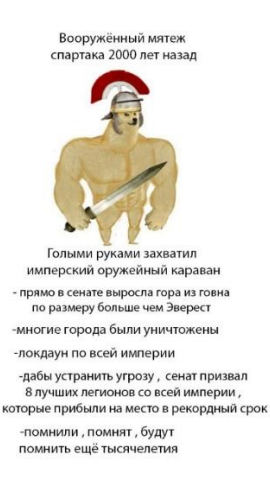 Вооружённый мятеж
спартака 2000 лет назад
Голыми руками захватил
имперский оружейный караван
- прямо в сенате выросла гора из говна
по размеру больше чем Эверест
-многие города были уничтожены
-локдаун по всей империи
-дабы устранить угрозу , сенат призвал
8 лучших легионов со всей империи ,
которые прибыли на место в рекордный срок
-помнили , помнят , будут
помнить ещё тысячелетия